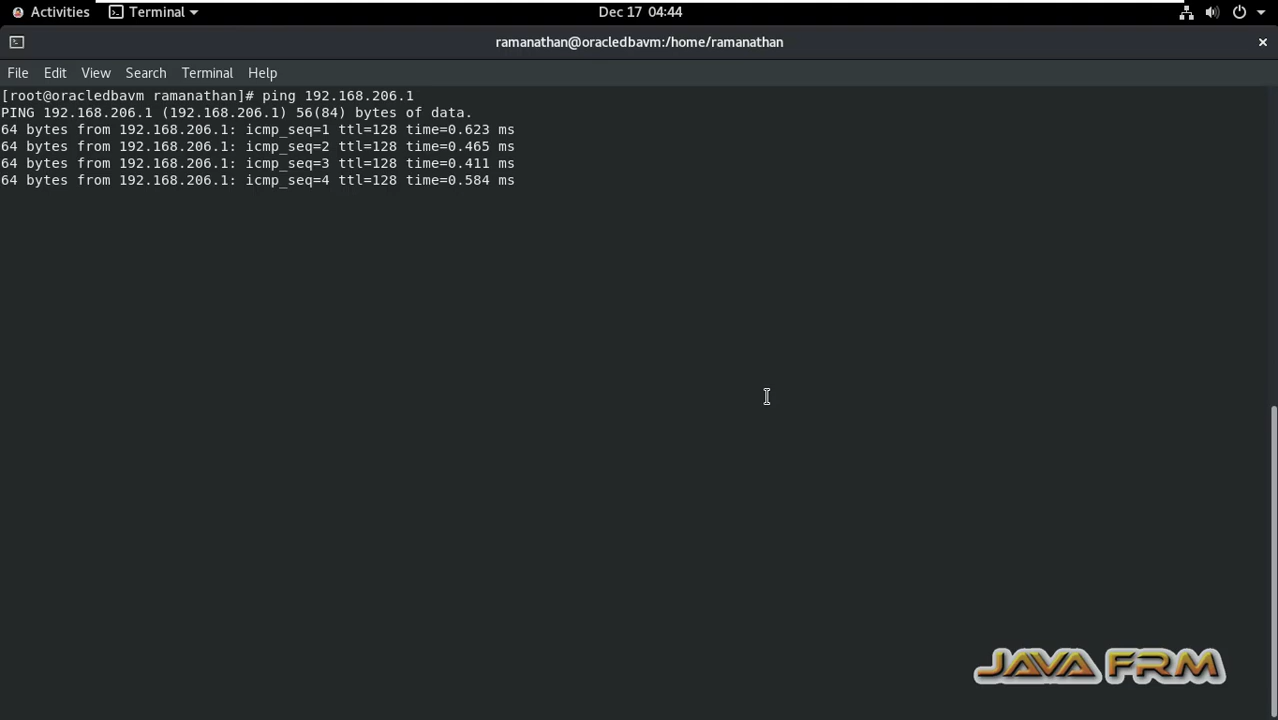 Activities Terminal Dec 17 04:44
ramanathan@oracledbavm:/home/ramanathan
File Edit View Search Terminal Help
[root@oracledbavm ramanathan]# ping 192.168.206.1
PING 192.168.206.1 (192.168.206.1) 56(84) bytes of data.
64 bytes from 192.168.206.1: icmp_seq=1 ttl=128 time=0.623 ms
64 bytes from 192.168.206.1: icmp_seq=2 ttl=128 time=0.465 ms
64 bytes from 192.168.206.1: icmp_seq=3 ttl=128 time=0.411 ms
64 bytes from 192.168.206.1: icmp_seq=4 ttl=128 time=0.584 ms
JAVA FRM